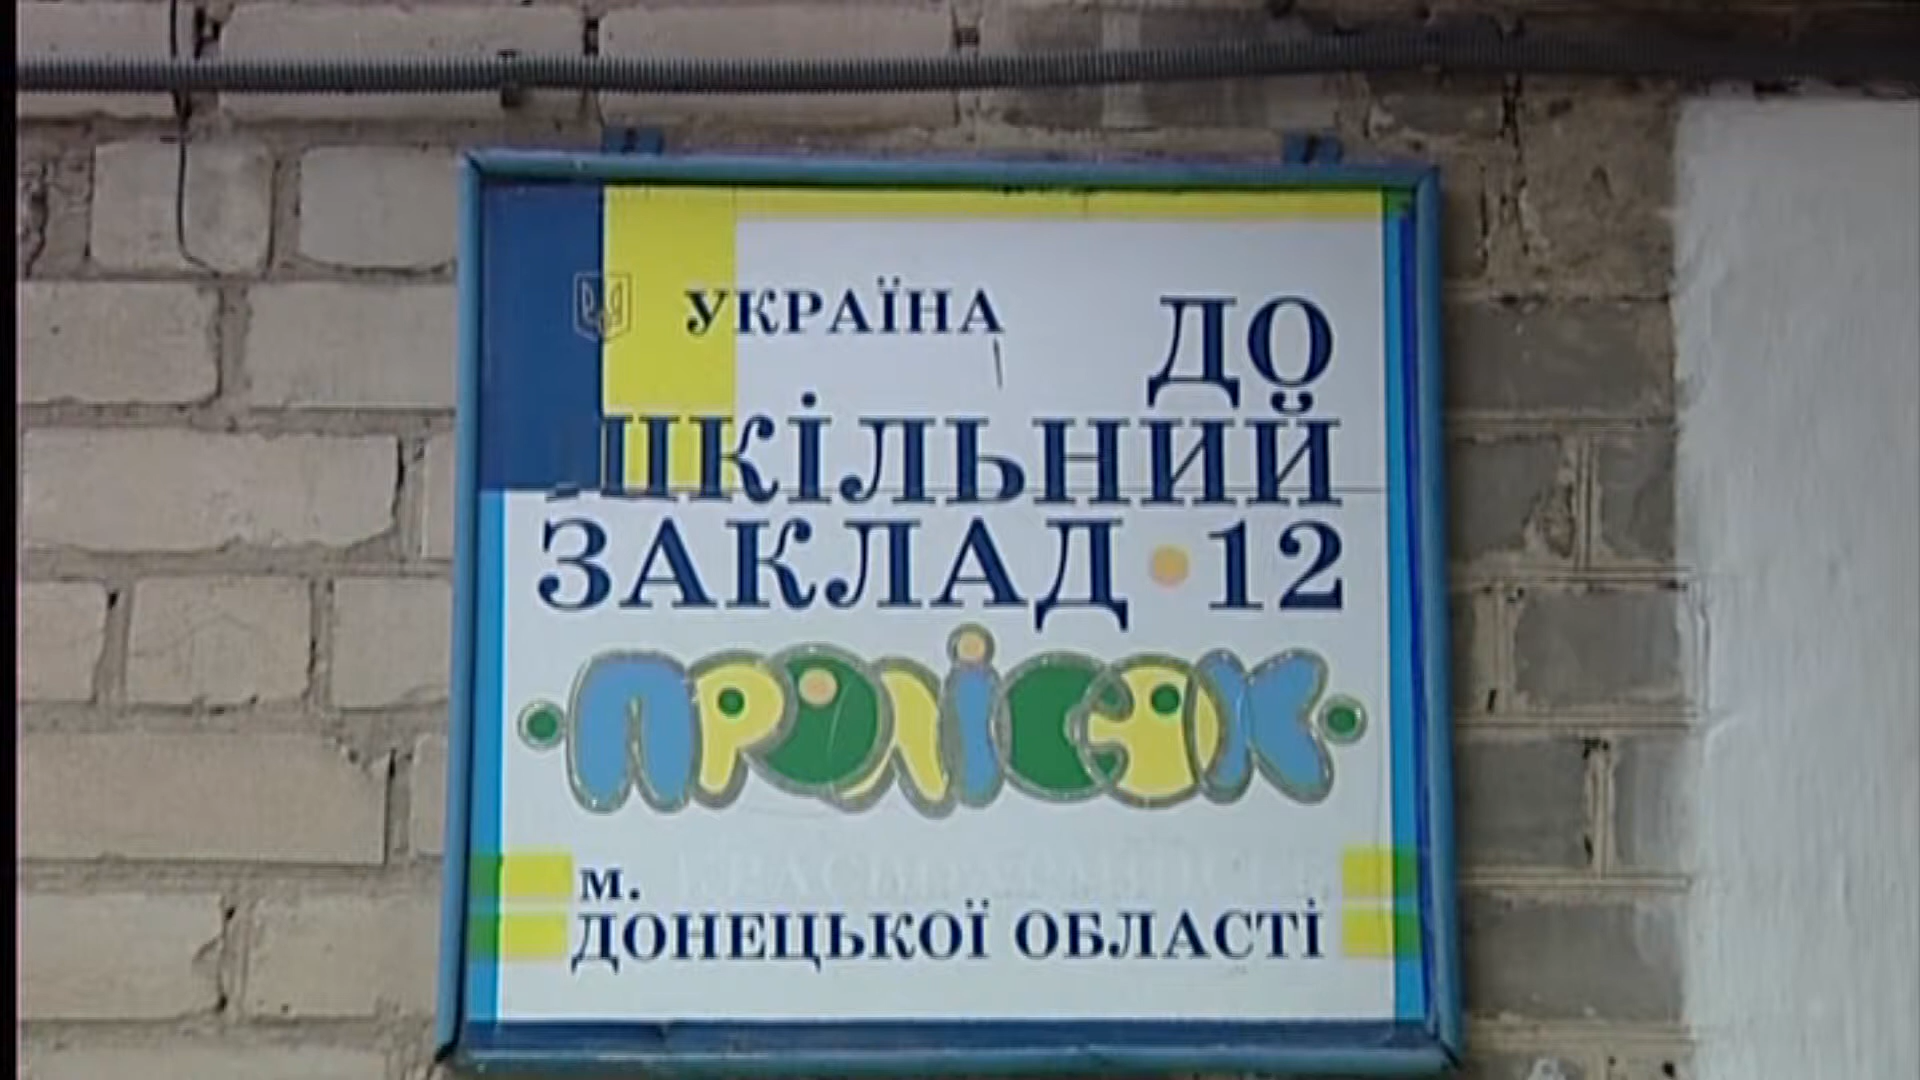 УКРАЇНА
ДО
ШКІЛЬНИЙ
ЗАКЛАД · 12
ПРОЛІСОК
м.
ДОНЕЦЬКОЇ ОБЛАСТІ